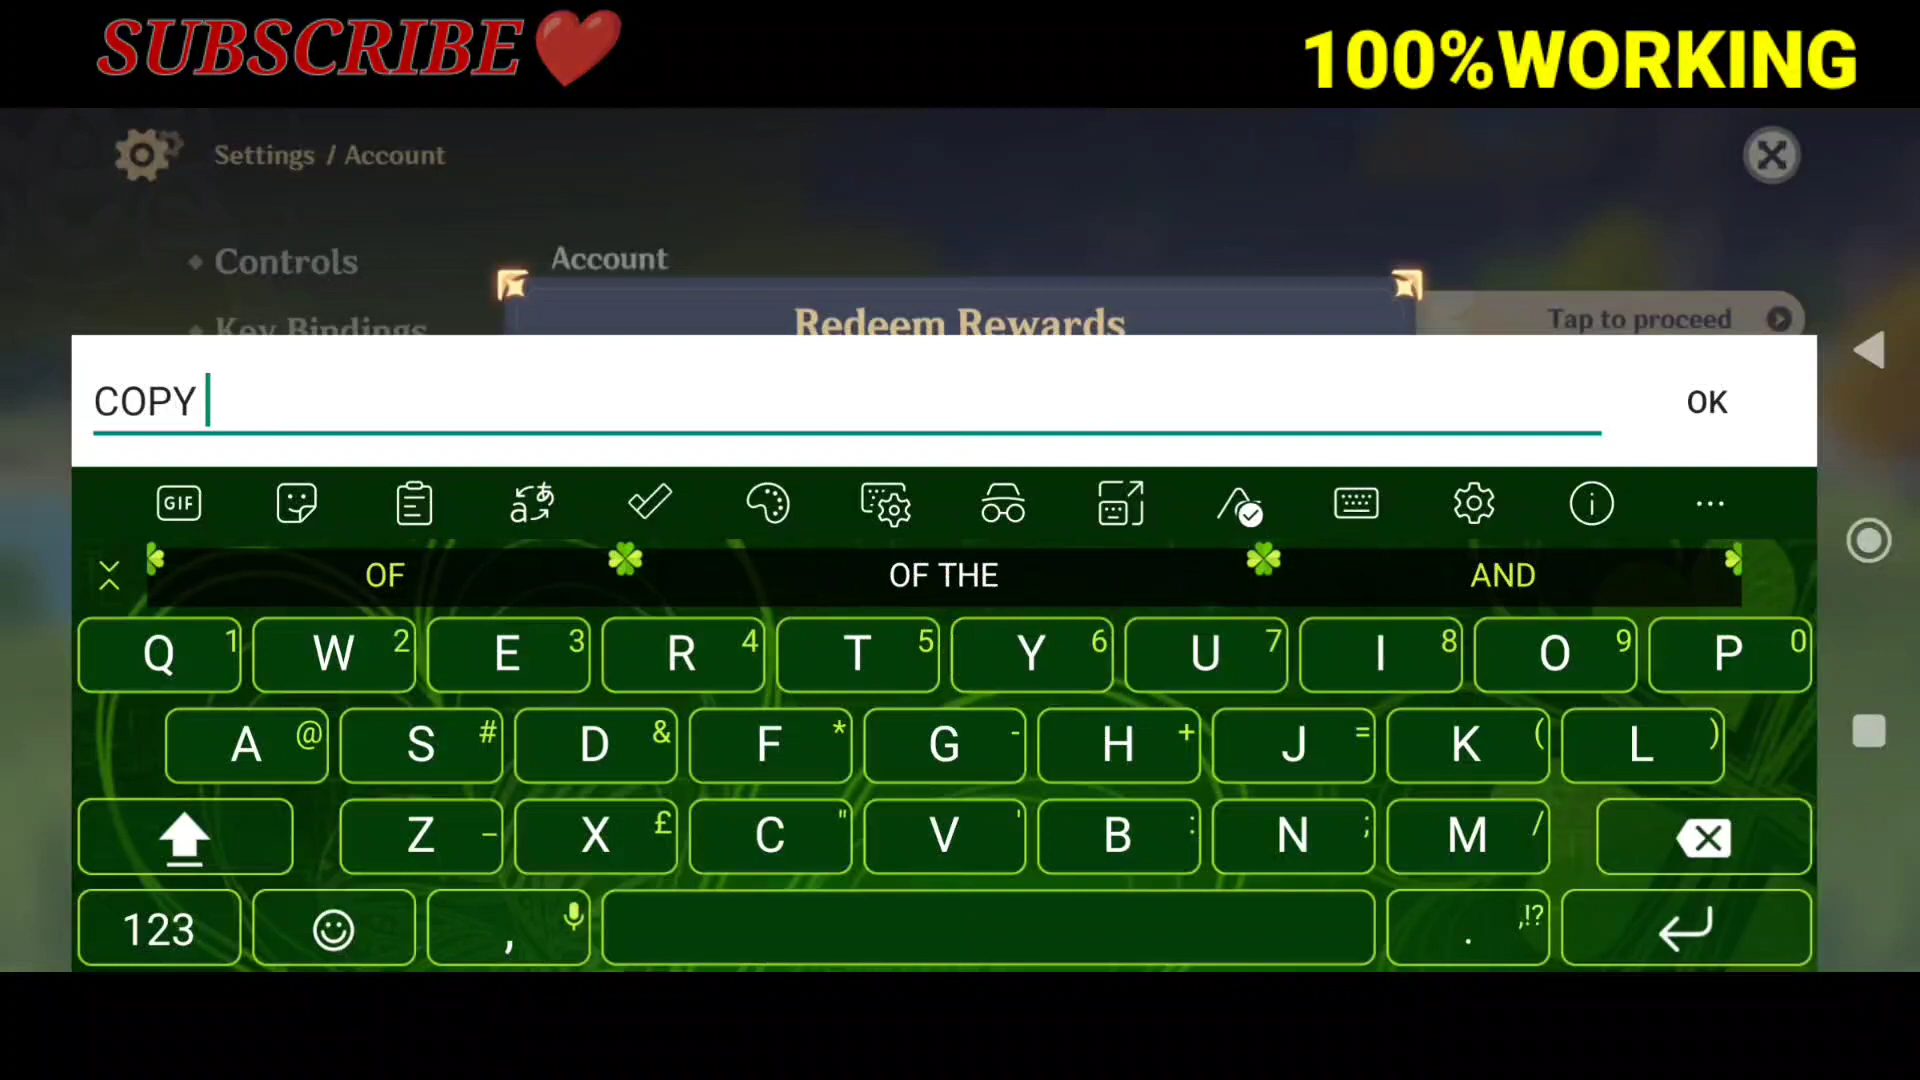 SUBSCRIBE
100%WORKING
Settings / Account
Controls
Account
Key Bindings
Redeem Rewards
Tap to proceed
COPY
OK
GIF
OF
OF THE
AND
Q 1 W 2 E 3 R 4 T 5 Y 6 U 7 I 8 O 9 P 0
A @ S # D & F * G - H + J = K ( L )
Z _ X £ C " V ' B : N ; M /
123 , . ,!?